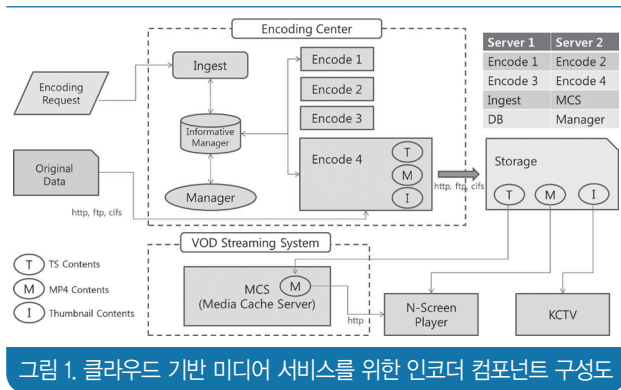 Encoding Center
Ingest
Encoding
Request
Informative
Manager
Manager
Original
Data
http, ftp, cifs
Encode 1
Encode 2
Encode 3
Encode 4
T
M
I
http, ftp, cifs
Server 1 Server 2
Encode 1 Encode 2
Encode 3 Encode 4
Ingest MCS
DB Manager
Storage
T M I
VOD Streaming System
T TS Contents
M MP4 Contents
I Thumbnail Contents
MCS M
(Media Cache Server)
http
N-Screen
Player
KCTV
그림 1. 클라우드 기반 미디어 서비스를 위한 인코더 컴포넌트 구성도